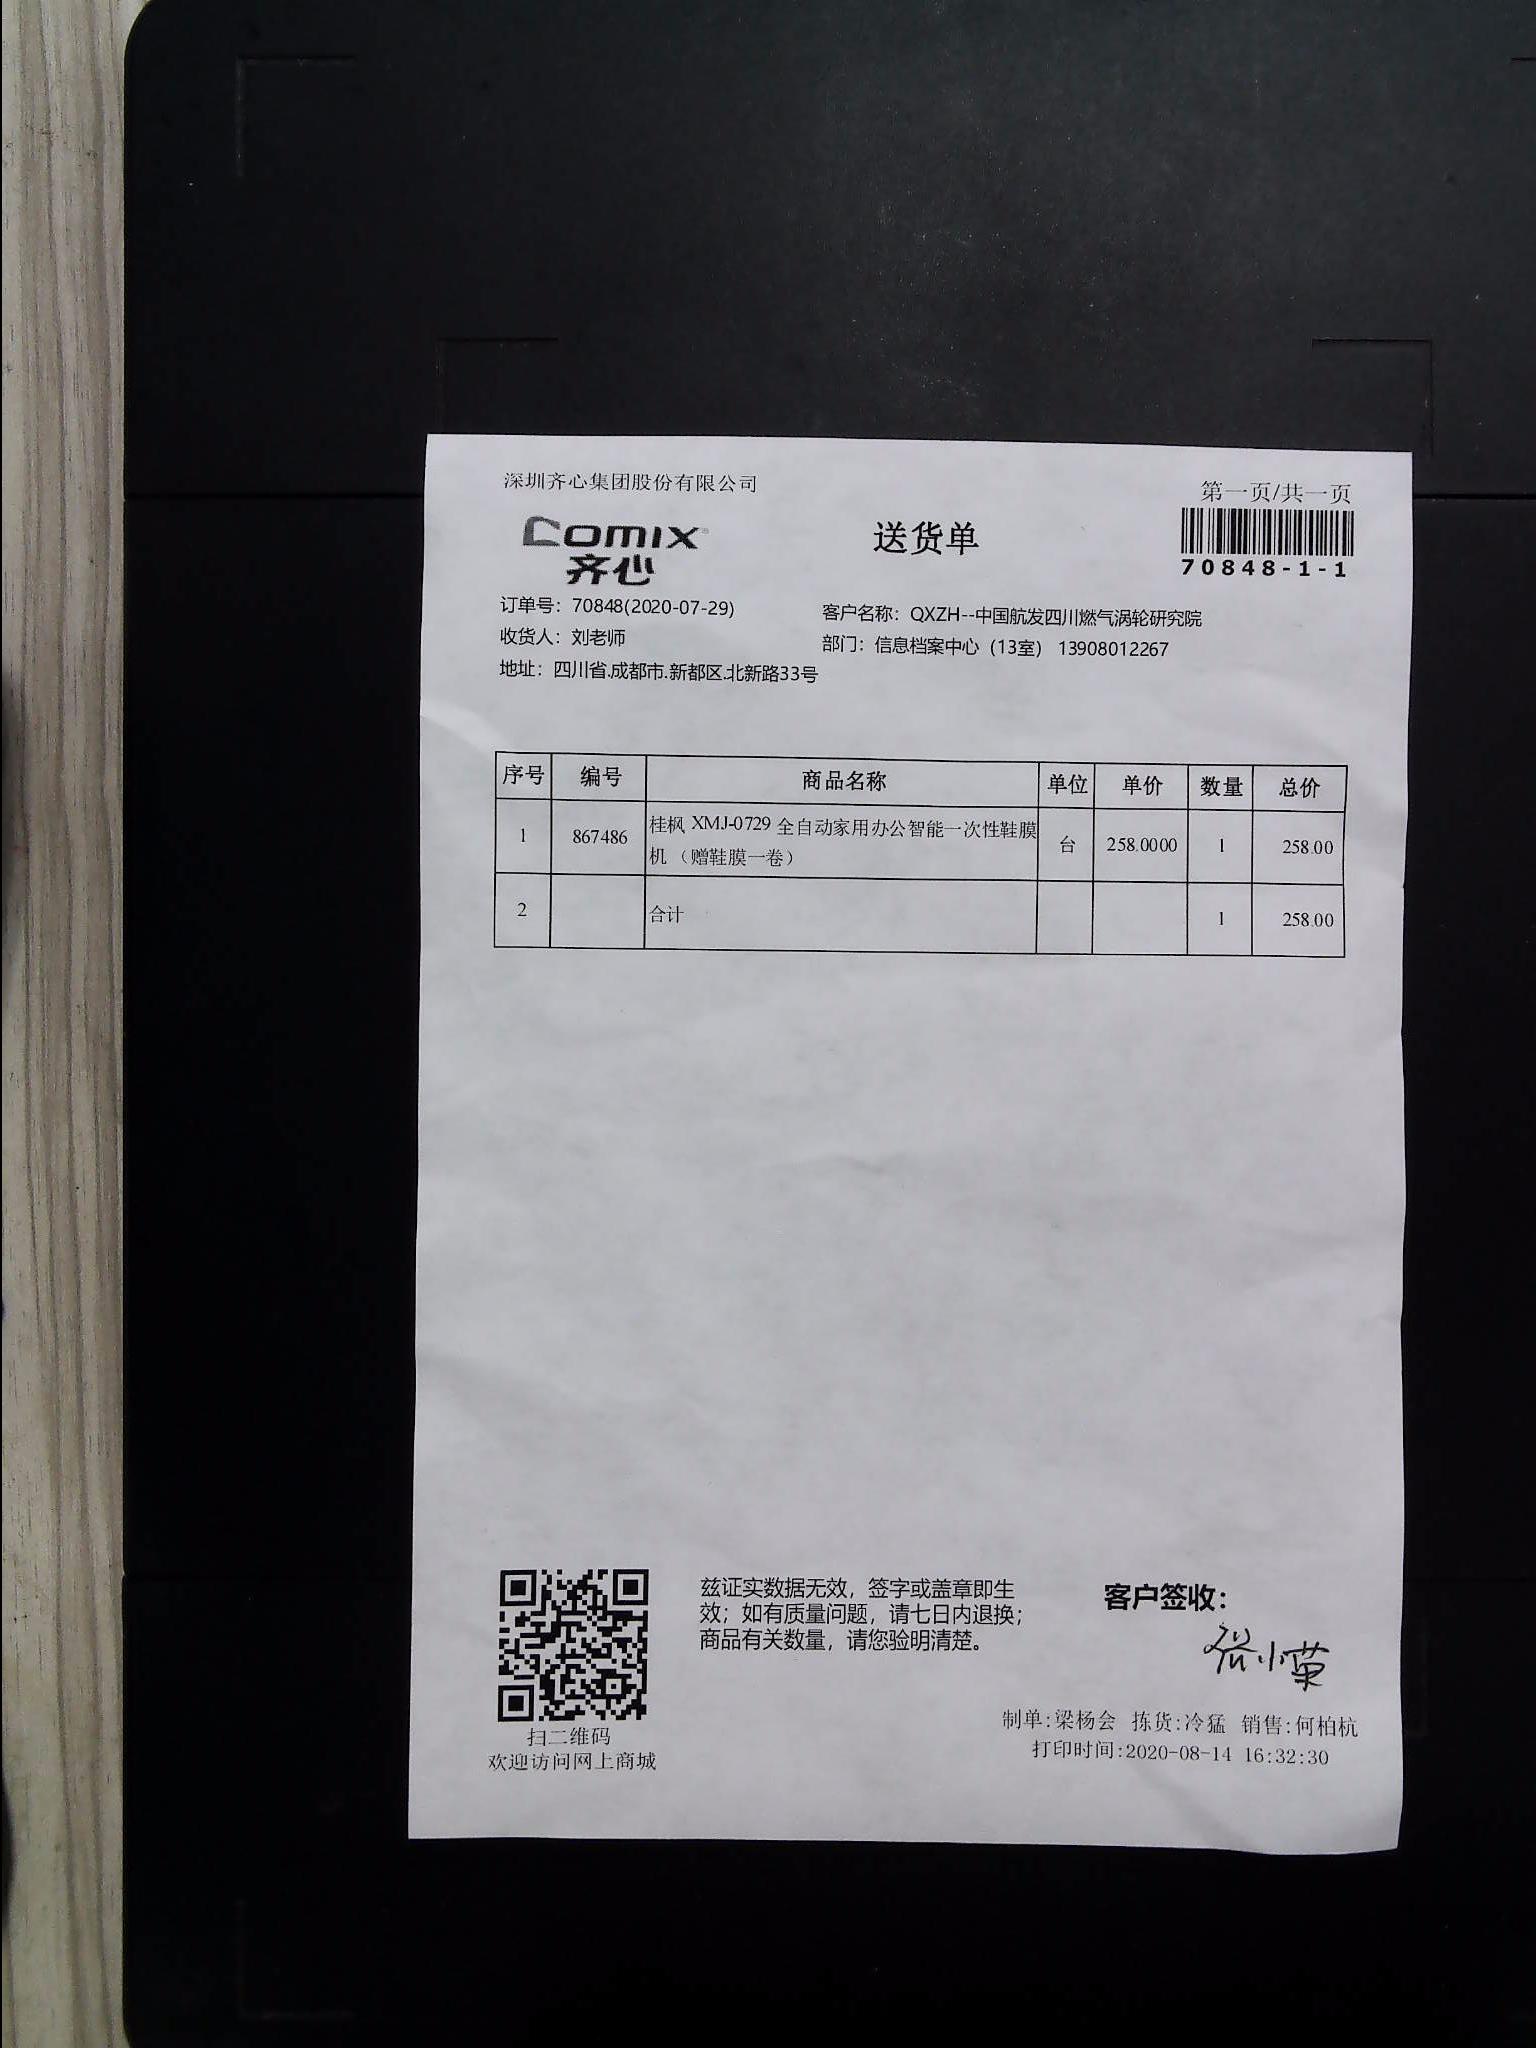 深圳齐心集团股份有限公司
第一页/共一页
comix
齐心
送货单
70848-1-1
订单号：70848(2020-07-29)
客户名称：QXZH--中国航发四川燃气涡轮研究院
收货人：刘老师
部门：信息档案中心（13室） 13908012267
地址：四川省.成都市.新都区.北新路33号
序号 编号 商品名称 单位 单价 数量 总价
1 867486 桂枫 XMJ-0729 全自动家用办公智能一次性鞋膜 台 258.0000 1 258.00
机 （赠鞋膜一卷）
2 合计 1 258.00
兹证实数据无效，签字或盖章即生
效；如有质量问题，请七日内退换；
商品有关数量，请您验明清楚。
客户签收：
扫二维码
欢迎访问网上商城
制单:梁杨会 拣货:冷猛 销售:何柏杭
打印时间:2020-08-14 16:32:30